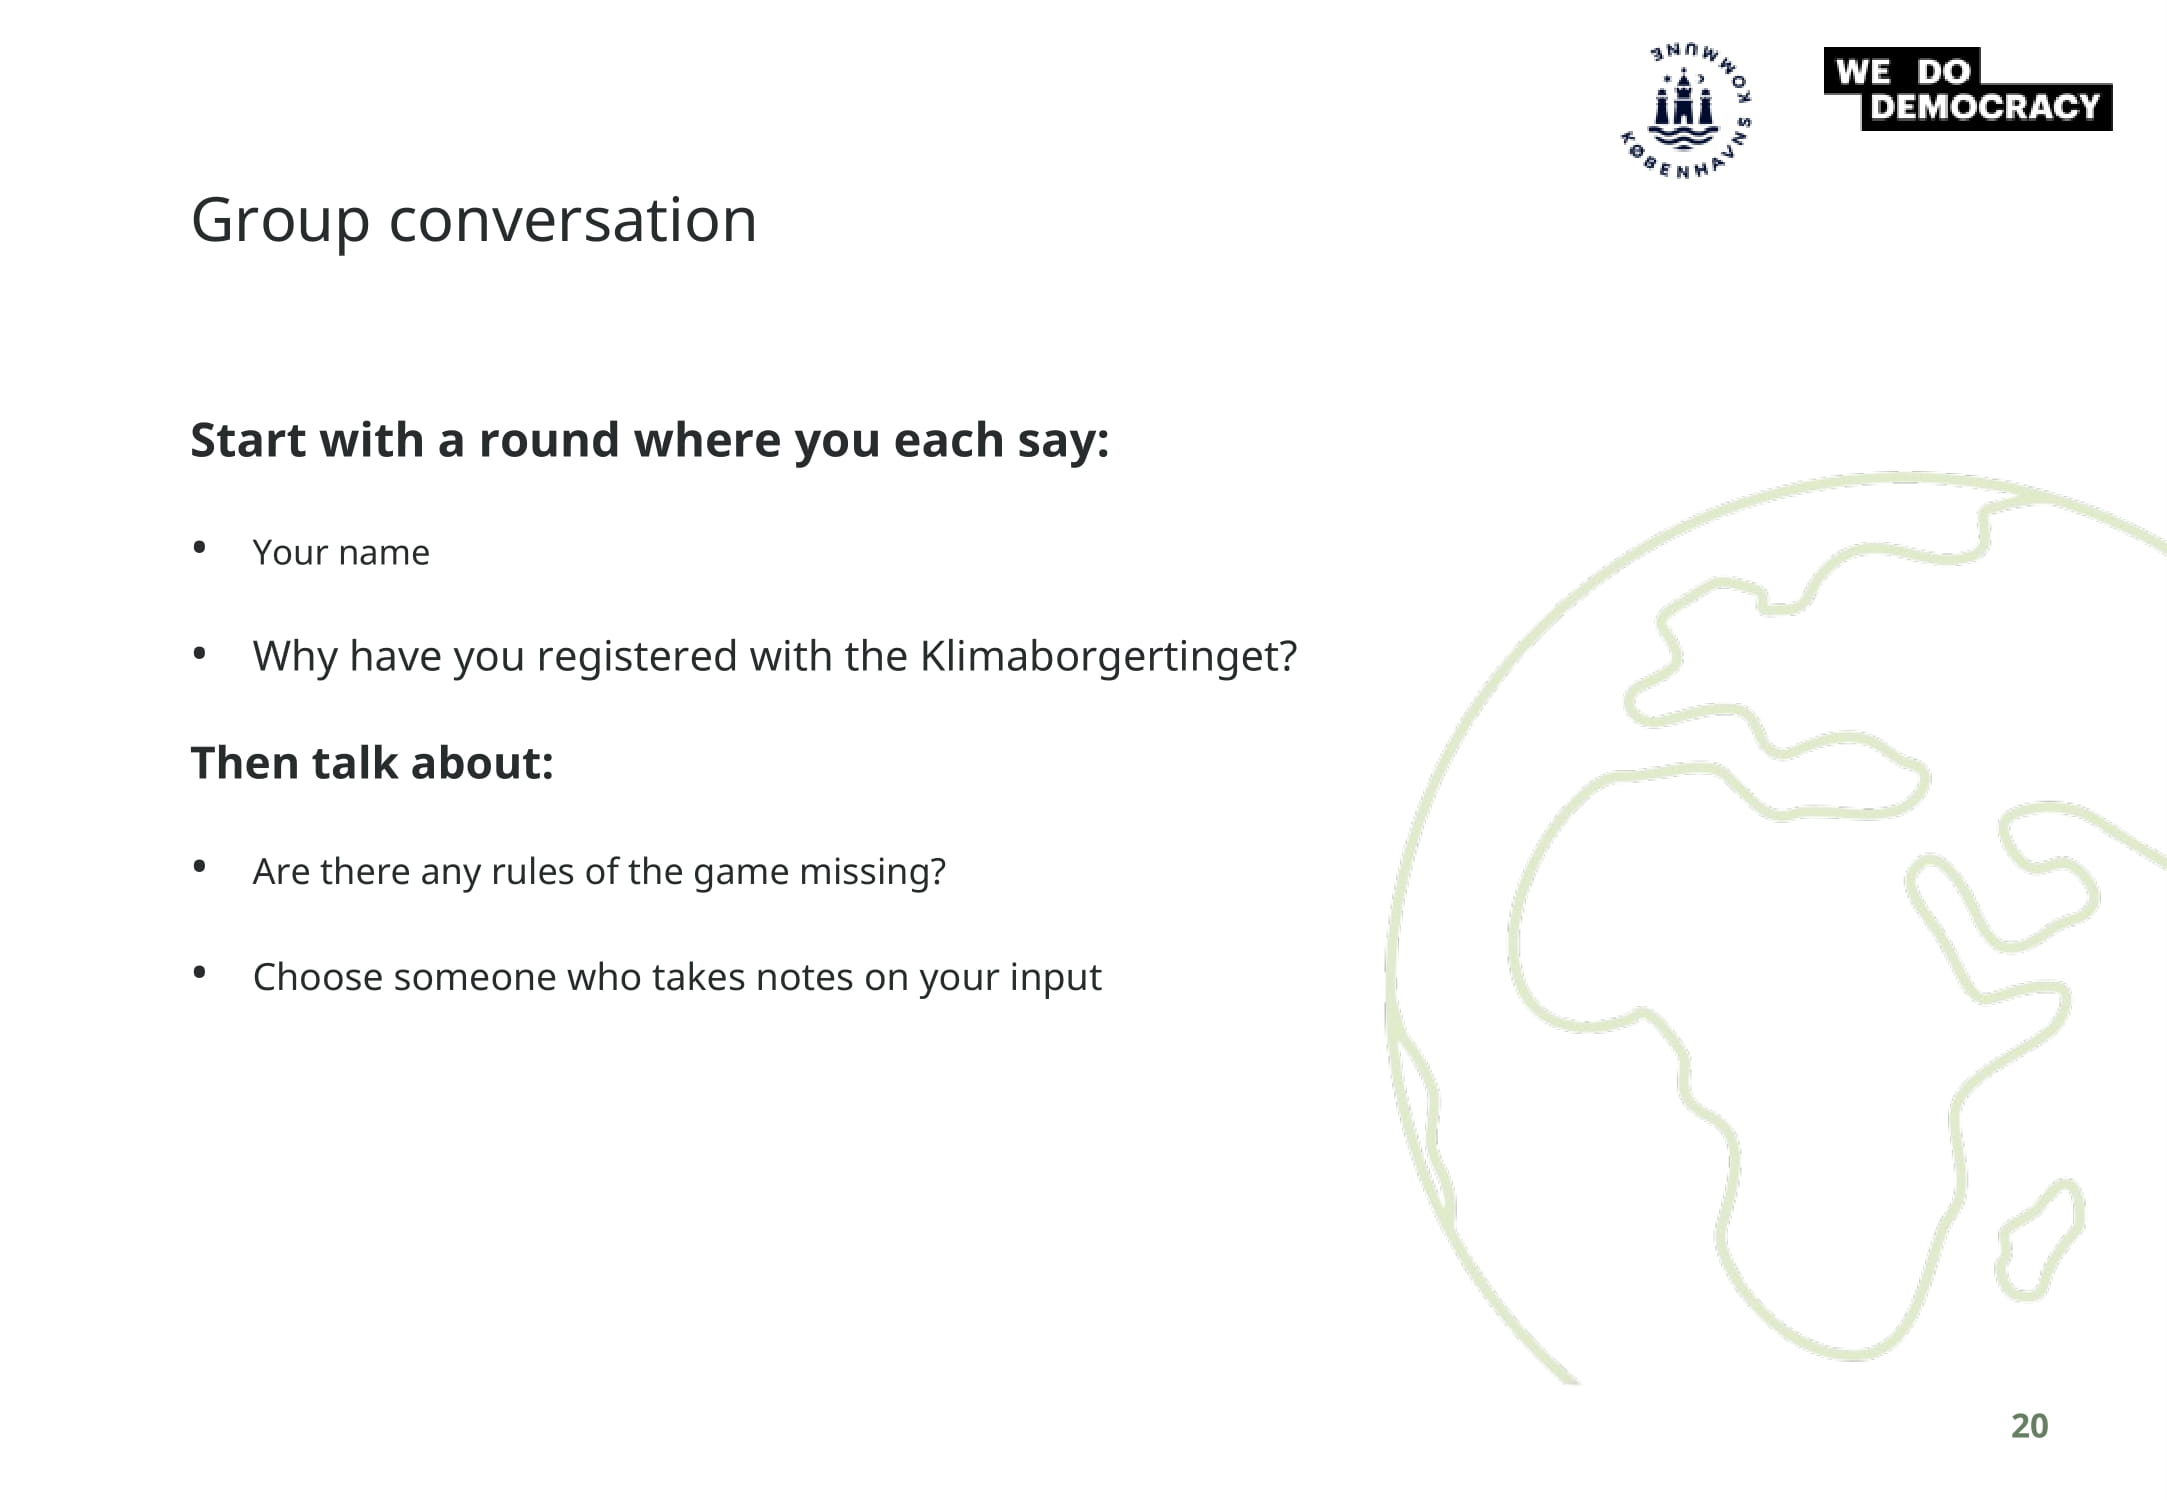 KØBENHAVNS KOMMUNE
WE DO
DEMOCRACY
Group conversation
Start with a round where you each say:
• Your name
• Why have you registered with the Klimaborgertinget?
Then talk about:
• Are there any rules of the game missing?
• Choose someone who takes notes on your input
20